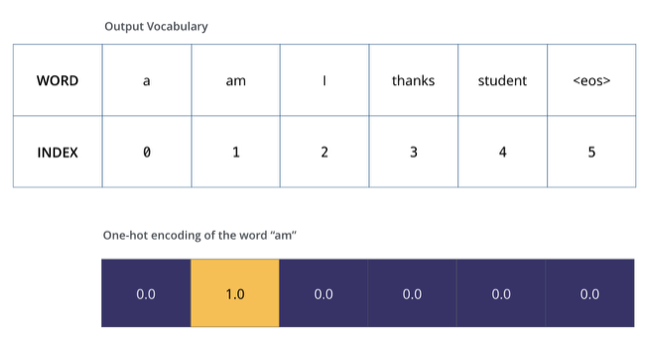 Output Vocabulary
WORD a am I thanks student <eos>
INDEX 0 1 2 3 4 5
One-hot encoding of the word “am”
0.0 1.0 0.0 0.0 0.0 0.0